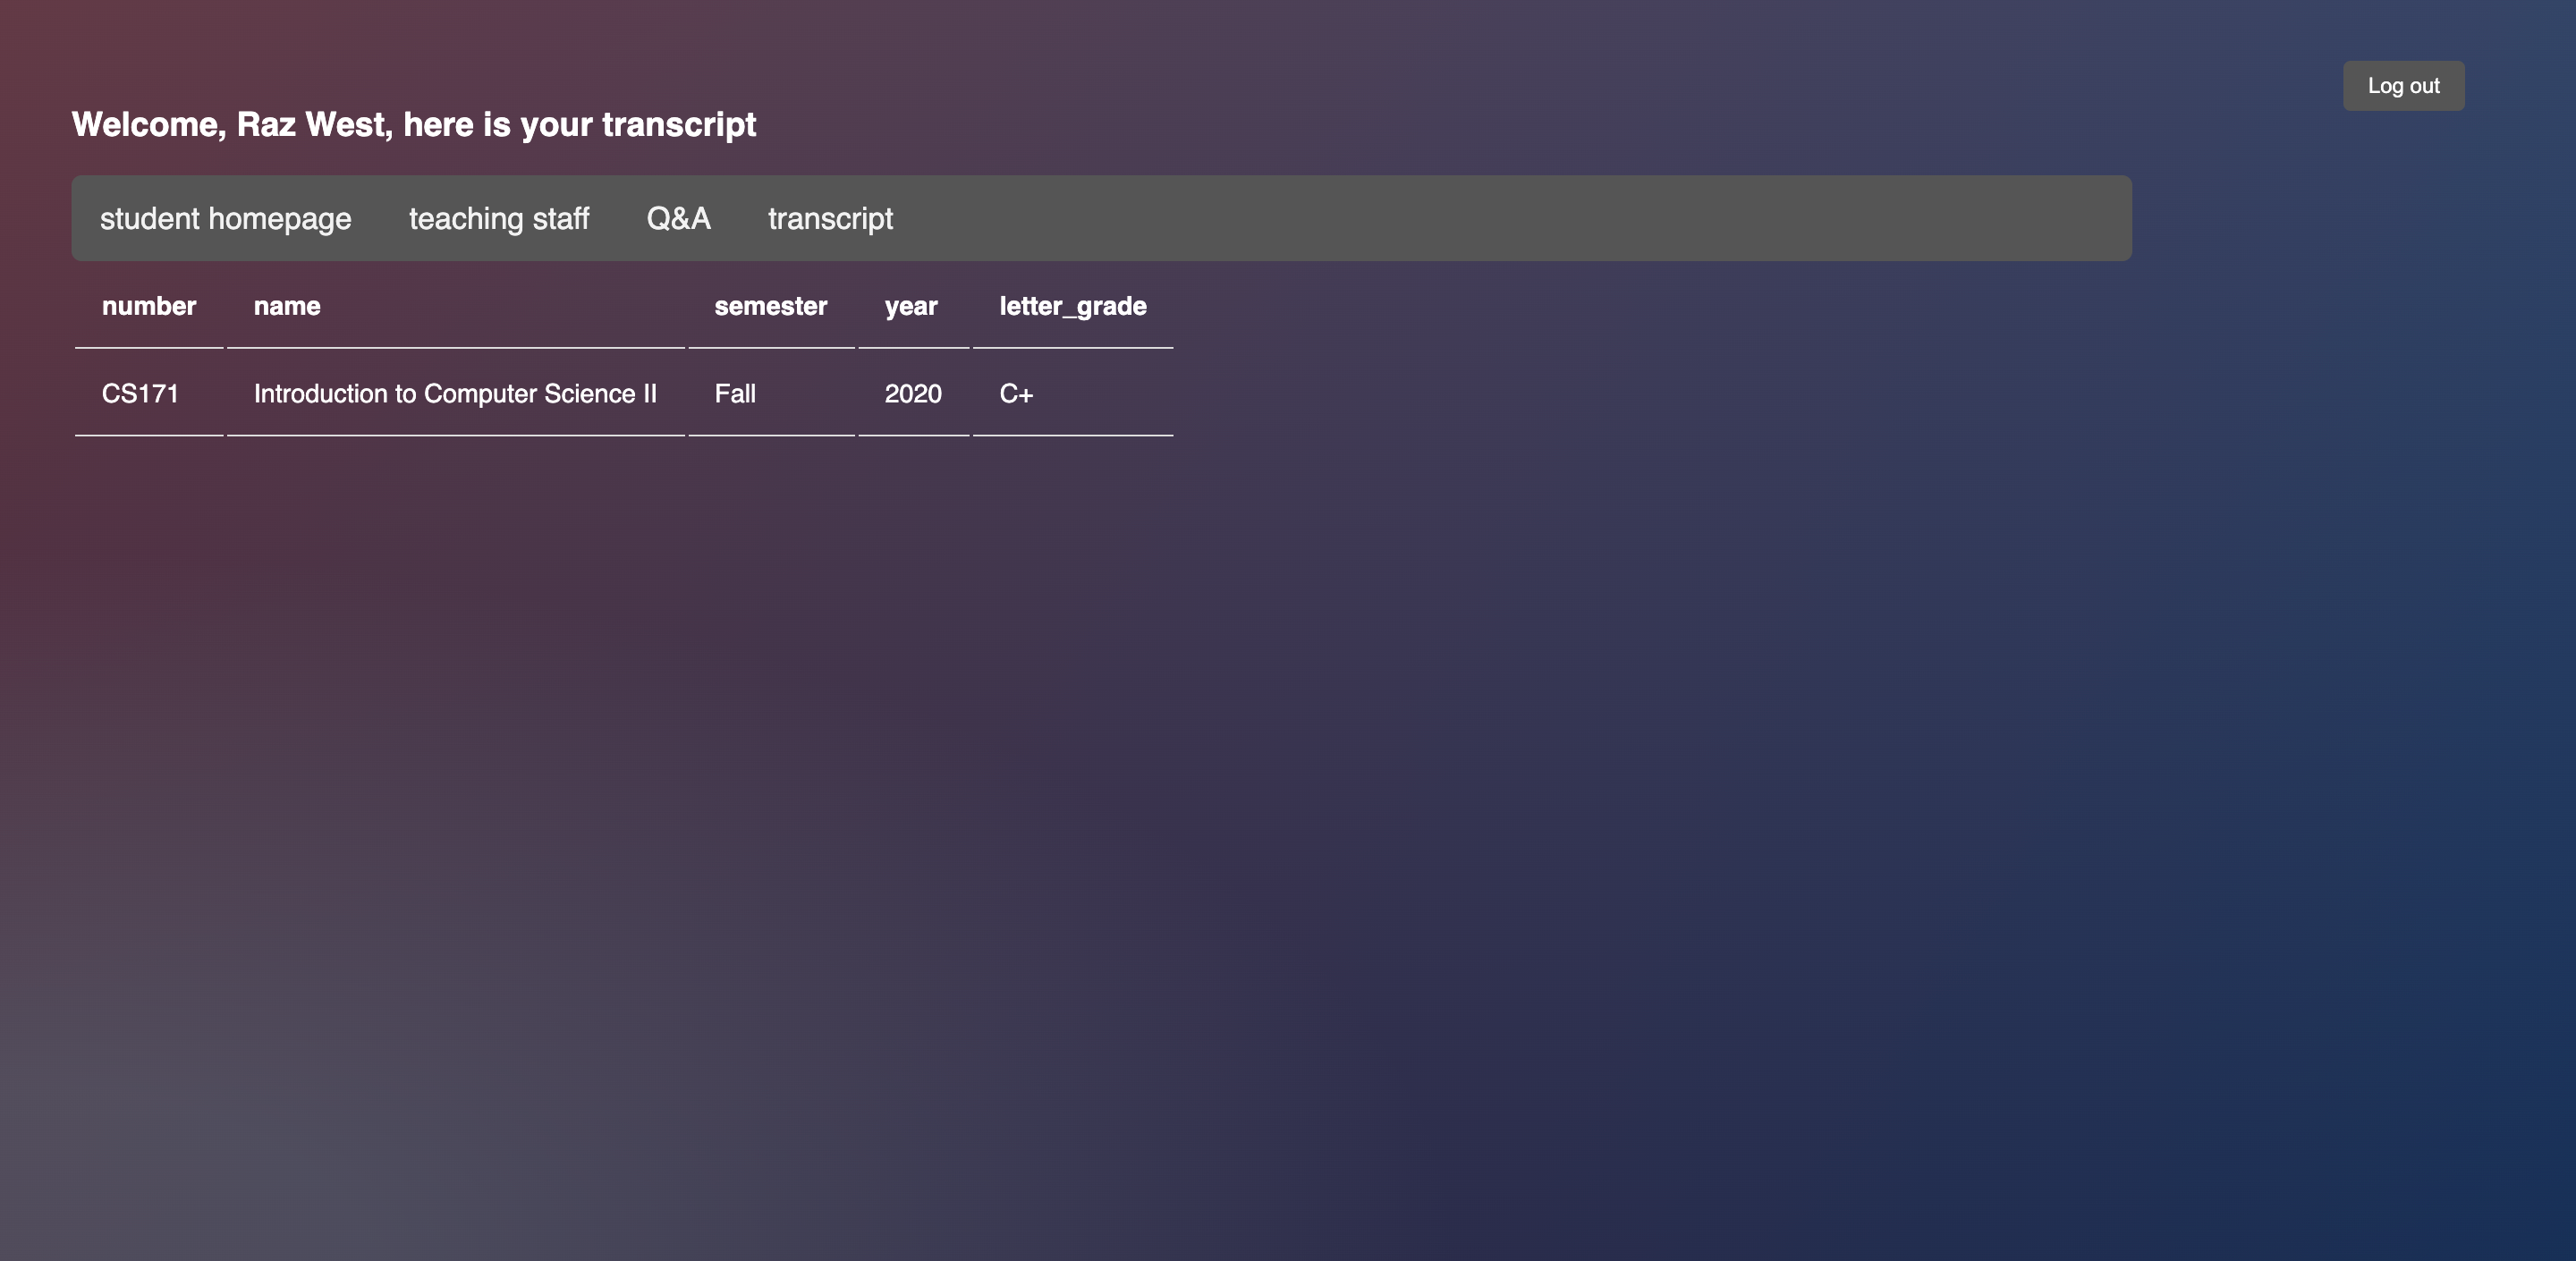 Log out
Welcome, Raz West, here is your transcript
student homepage teaching staff Q&A transcript
number name semester year letter_grade
CS171 Introduction to Computer Science II Fall 2020 C+